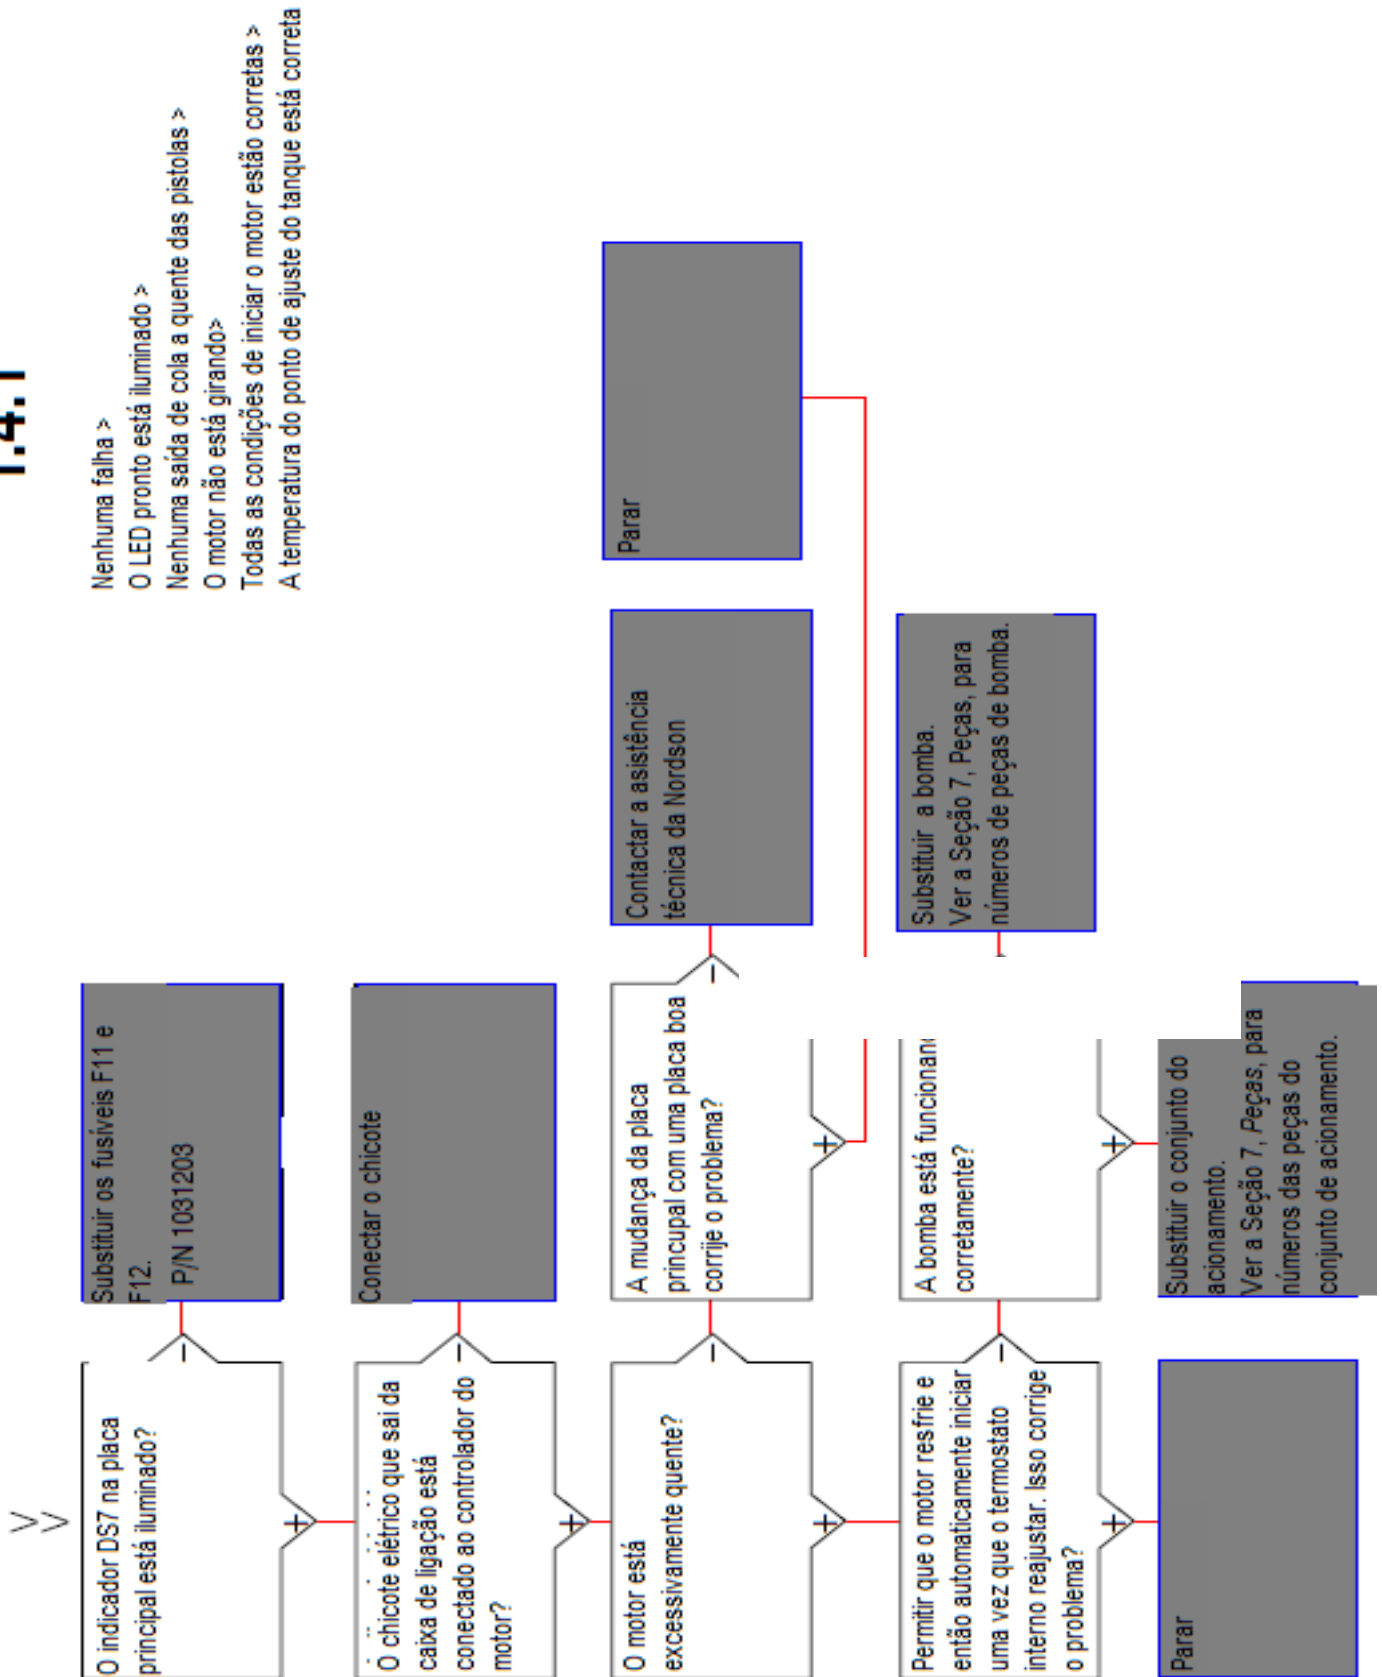 1.4.1
Nenhuma falha >
O LED pronto está iluminado >
Nenhuma saída de cola a quente das pistolas >
O motor não está girando>
Todas as condições de iniciar o motor estão corretas >
A temperatura do ponto de ajuste do tanque está correta
>>
O indicador DS7 na placa
principal está iluminado?
-
+
Substituir os fusíveis F11 e
F12.
P/N 1031203
O chicote elétrico que sai da
caixa de ligação está
conectado ao controlador do
motor?
-
+
Conectar o chicote
O motor está
excessivamente quente?
-
+
A mudança da placa
princupal com uma placa boa
corrije o problema?
-
+
Contactar a asistência
técnica da Nordson
Parar
Permitir que o motor resfrie e
então automaticamente iniciar
uma vez que o termostato
interno reajustar. Isso corrige
o problema?
-
+
A bomba está
corretamente?
+
Substituir a bomba.
Ver a Seção 7, Peças, para
números de peças de bomba.
Parar
Substituir o conjunto do
acionamento.
Ver a Seção 7, Peças, para
números das peças do
conjunto de acionamento.